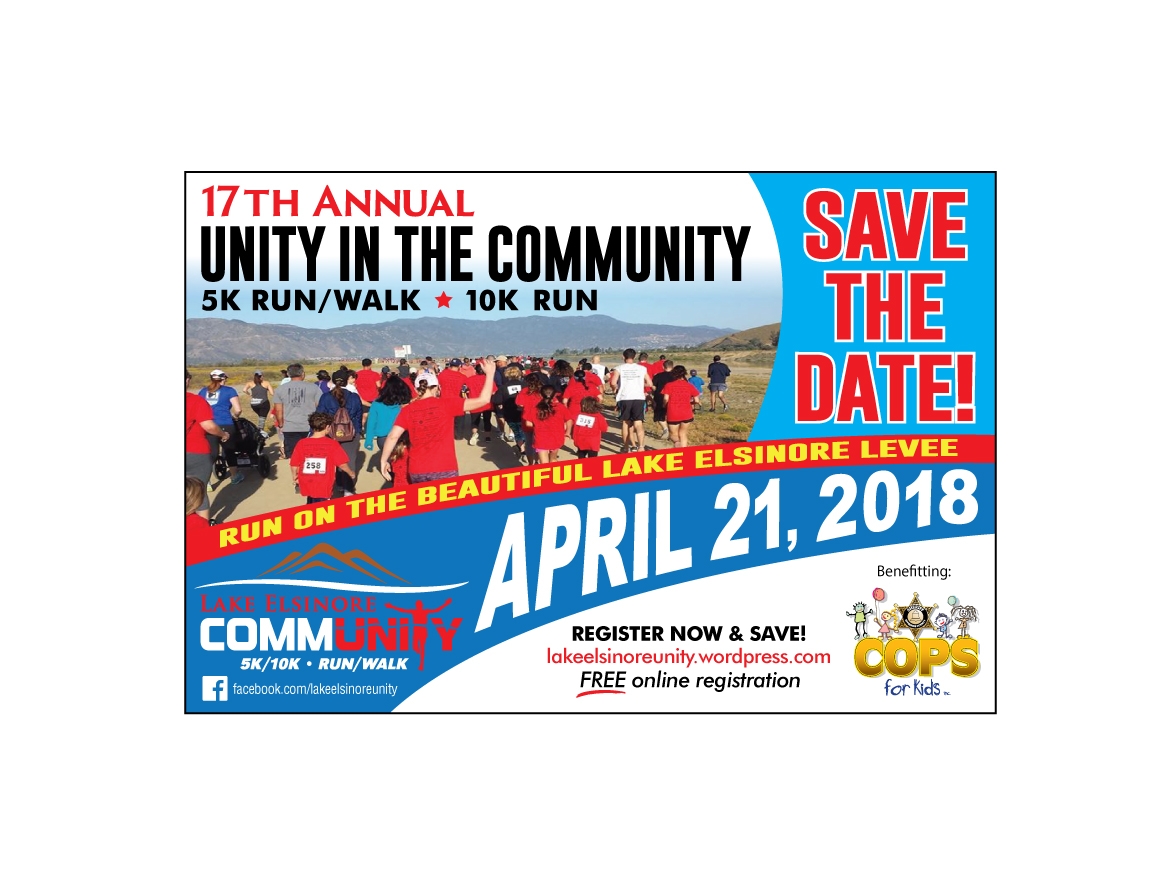 17TH ANNUAL
UNITY IN THE COMMUNITY
5K RUN/WALK ★ 10K RUN
SAVE
THE
DATE!
258
RUN ON THE BEAUTIFUL LAKE ELSINORE LEVEE
APRIL 21, 2018
LAKE ELSINORE
COMMUNITY
5K/10K • RUN/WALK
facebook.com/lakeelsinoreunity
REGISTER NOW & SAVE!
lakeelsinoreunity.wordpress.com
FREE online registration
Benefitting:
COPS
for Kids